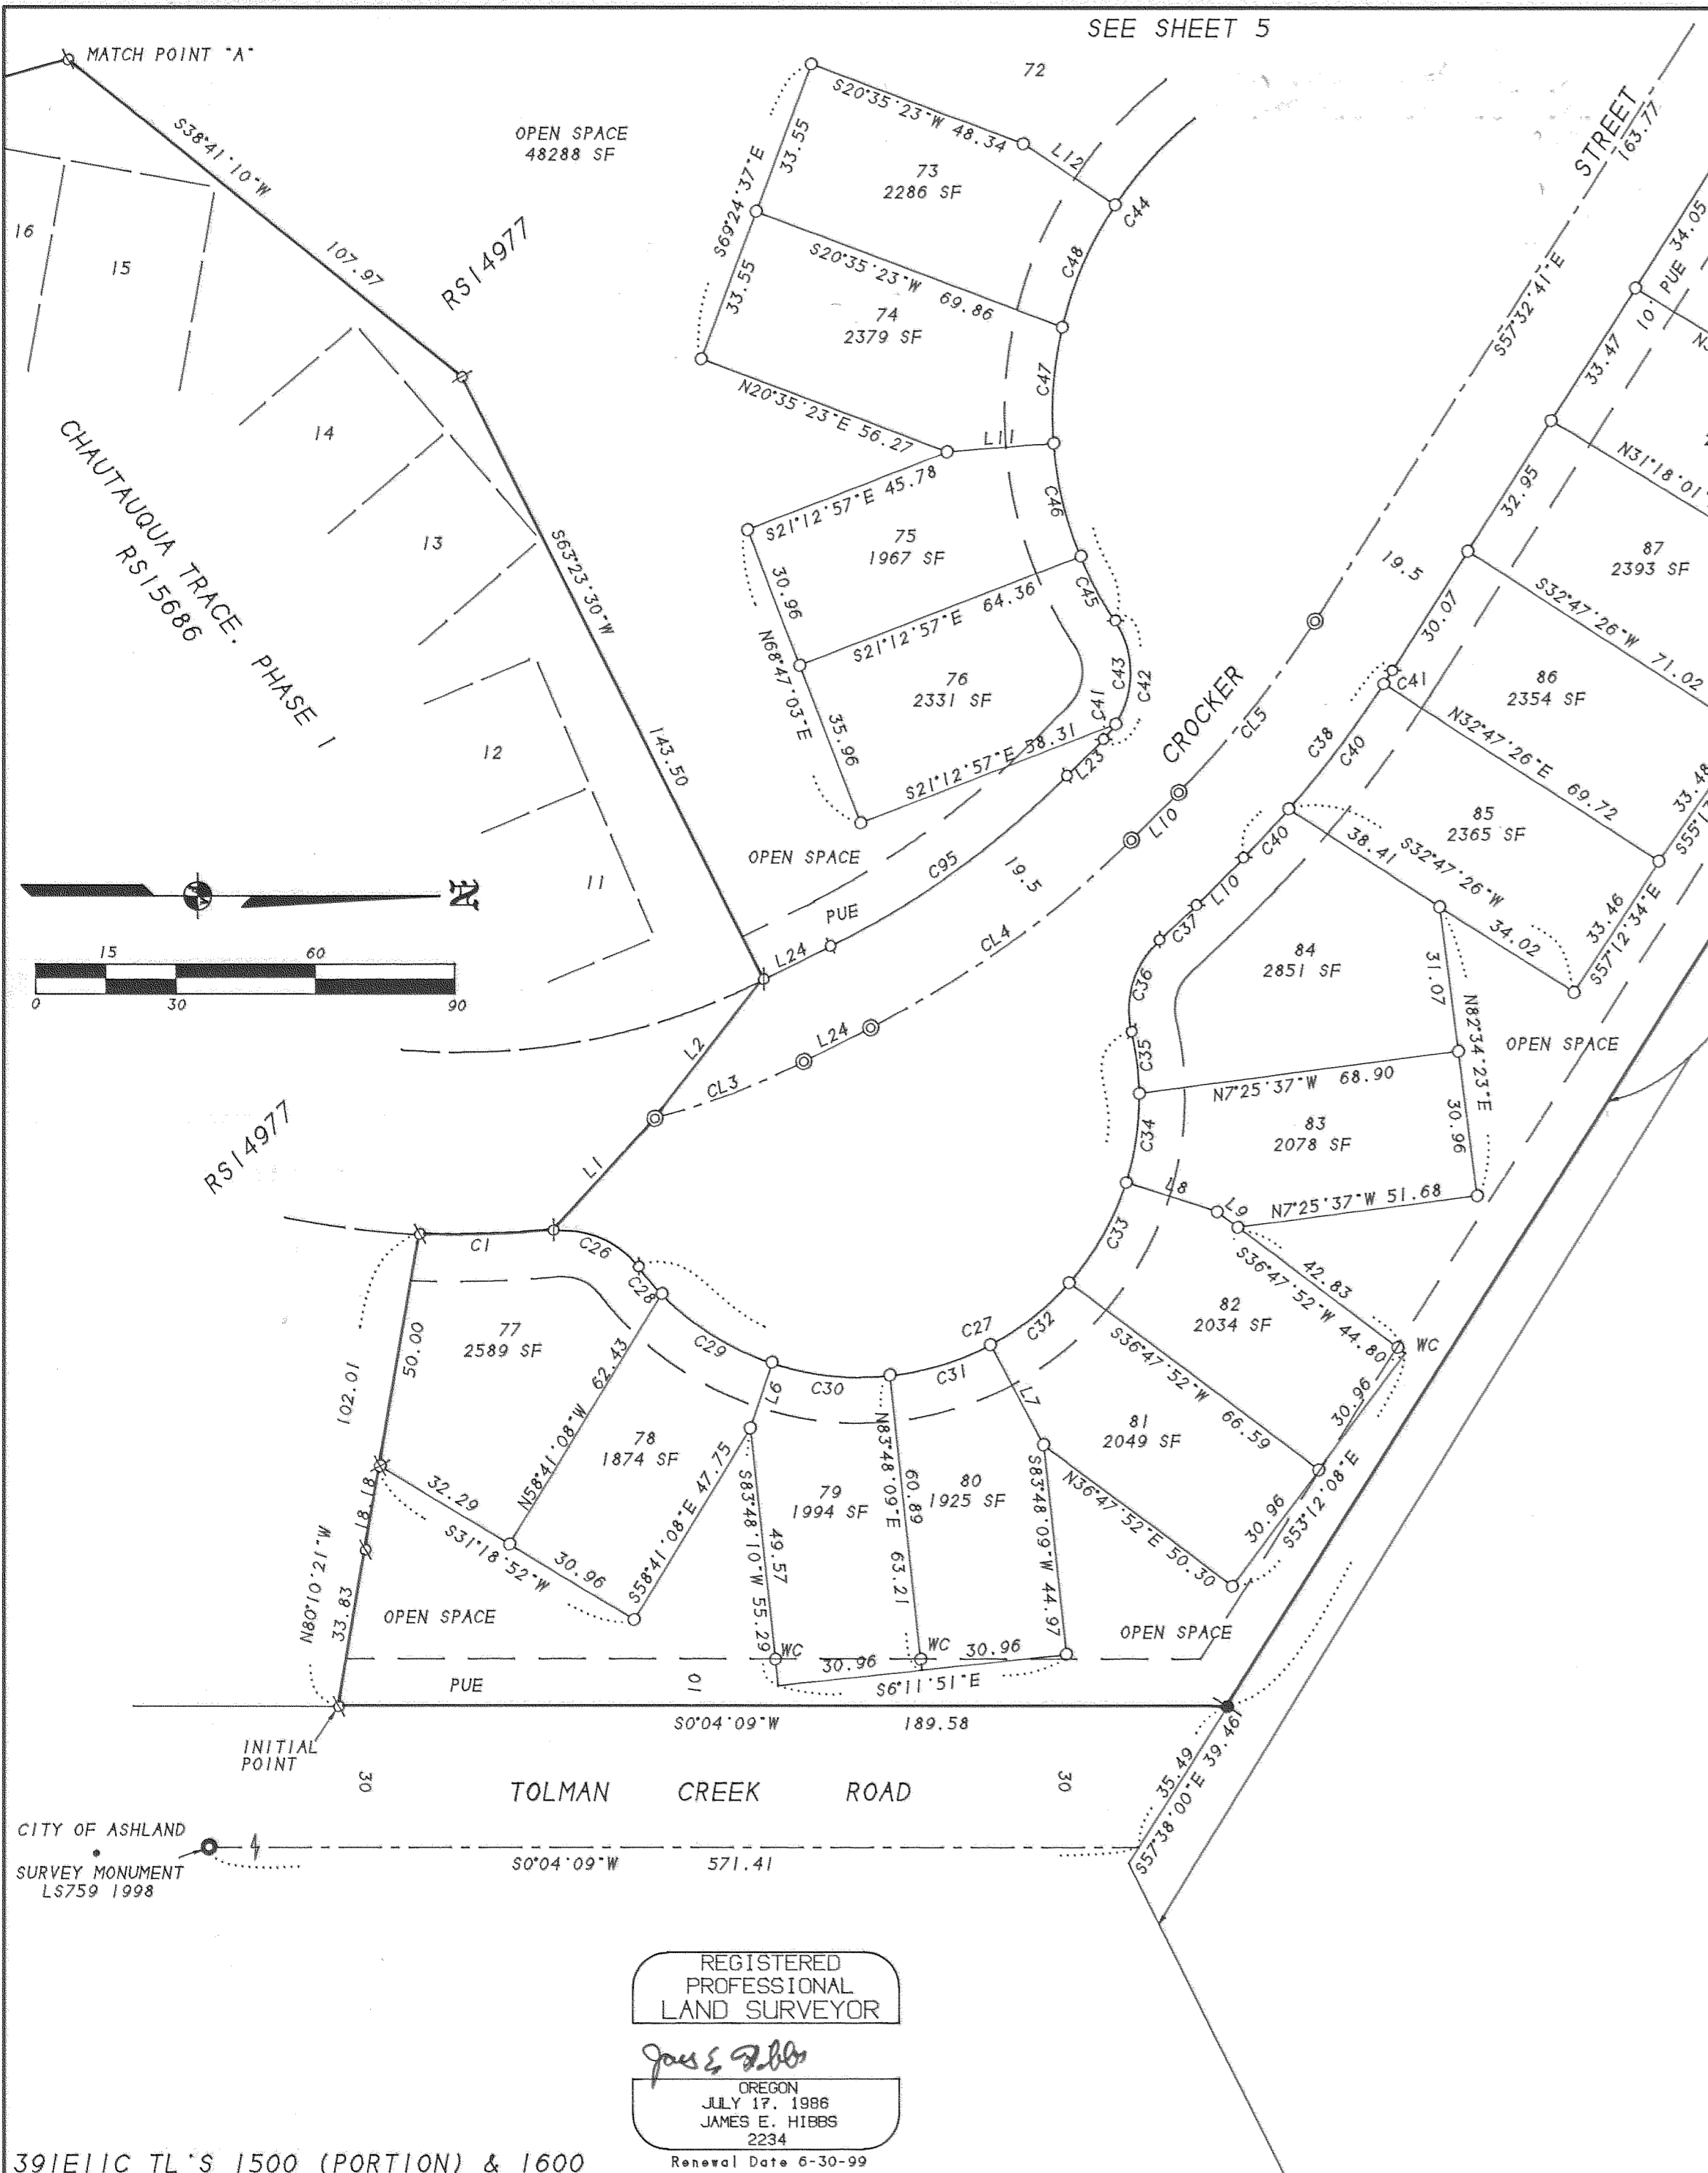 SEE SHEET 5
MATCH POINT "A"
72
S20°35'23"W 48.34
L12
STREET
163.77
OPEN SPACE
48288 SF
33.55
73
2286 SF
S38°41'10"W
107.97
16
15
RS14977
S69°24'37"E
C44
C48
34.05
S20°35'23"W 69.86
S57°32'41"E
10' PUE
33.55
74
2379 SF
33.47
C47
N20°35'23"E 56.27
L11
14
CHAUTAUQUA TRACE, PHASE 1
RS15686
13
S63°23'30"W
143.50
S21°12'57"E 45.78
C46
32.95
N31°18'01"
75
1967 SF
30.96
87
2393 SF
19.5
S21°12'57"E 64.36
C45
30.07
S32°47'26"W 71.02
N68°47'03"E
76
2331 SF
C43
C42
C41
C41
86
2354 SF
35.96
S21°12'57"E 58.31
L23
CROCKER
CL5
C38
C40
N32°47'26"E 69.72
12
33.48
S55°13
L10
85
2365 SF
38.41
S32°47'26"W
OPEN SPACE
C95
19.5
C40
11
L10
34.02
33.46
S57°12'34"E
PUE
CL4
C37
84
2851 SF
15
60
0
30
90
L24
C36
31.07
N82°34'23"E
L24
OPEN SPACE
L2
CL3
C35
N7°25'37"W 68.90
83
2078 SF
30.96
RS14977
C34
L1
L8
L9
N7°25'37"W 51.68
C1
C26
C33
S36°47'52"W 44.80
42.83
C28
82
2034 SF
77
2589 SF
50.00
102.01
C29
C27
C32
WC
62.43
N58°41'08"W
C30
C31
S36°47'52"W 66.59
30.96
L6
L7
78
1874 SF
81
2049 SF
18.18
32.29
S31°18'52"W
30.96
S58°41'08"E 47.75
S83°48'10"W 55.29
49.57
79
1994 SF
N83°48'09"E 63.21
60.89
80
1925 SF
S83°48'09"W 44.97
N36°47'52"E 50.30
30.96
S53°12'08"E
N80°10'21"W
33.83
OPEN SPACE
WC
30.96
WC
30.96
OPEN SPACE
PUE
10
S6°11'51"E
S0°04'09"W 189.58
INITIAL
POINT
30
TOLMAN CREEK ROAD
30
35.49
S57°38'00"E 39.46
CITY OF ASHLAND
SURVEY MONUMENT
LS759 1998
S0°04'09"W 571.41
REGISTERED
PROFESSIONAL
LAND SURVEYOR
OREGON
JULY 17, 1986
JAMES E. HIBBS
2234
Renewal Date 6-30-99
391E11C TL'S 1500 (PORTION) & 1600